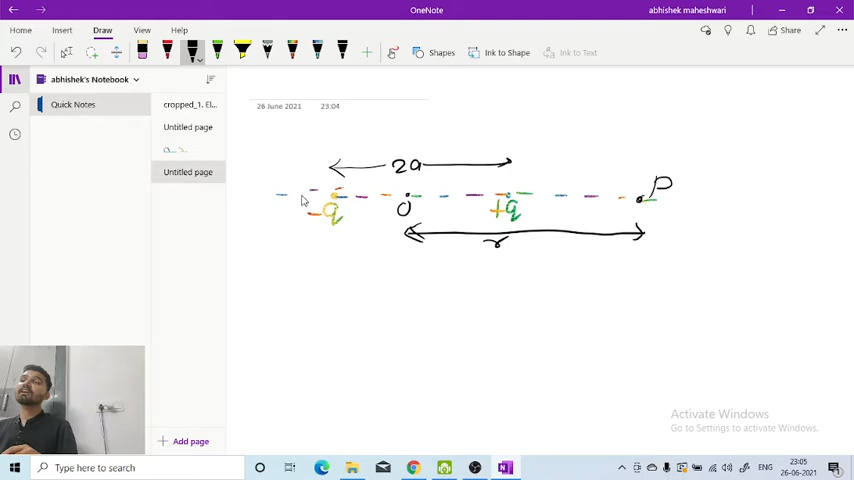 OneNote
abhishek maheshwari
Home Insert Draw View Help
Share
Shapes Ink to Shape Ink to Text
abhishek's Notebook
Quick Notes
cropped_1. El...
Untitled page
Untitled page
Add page
26 June 2021 23:04
2a
P
-q O +q
r
Activate Windows
Go to Settings to activate Windows.
Type here to search
ENG
23:05
26-06-2021
1